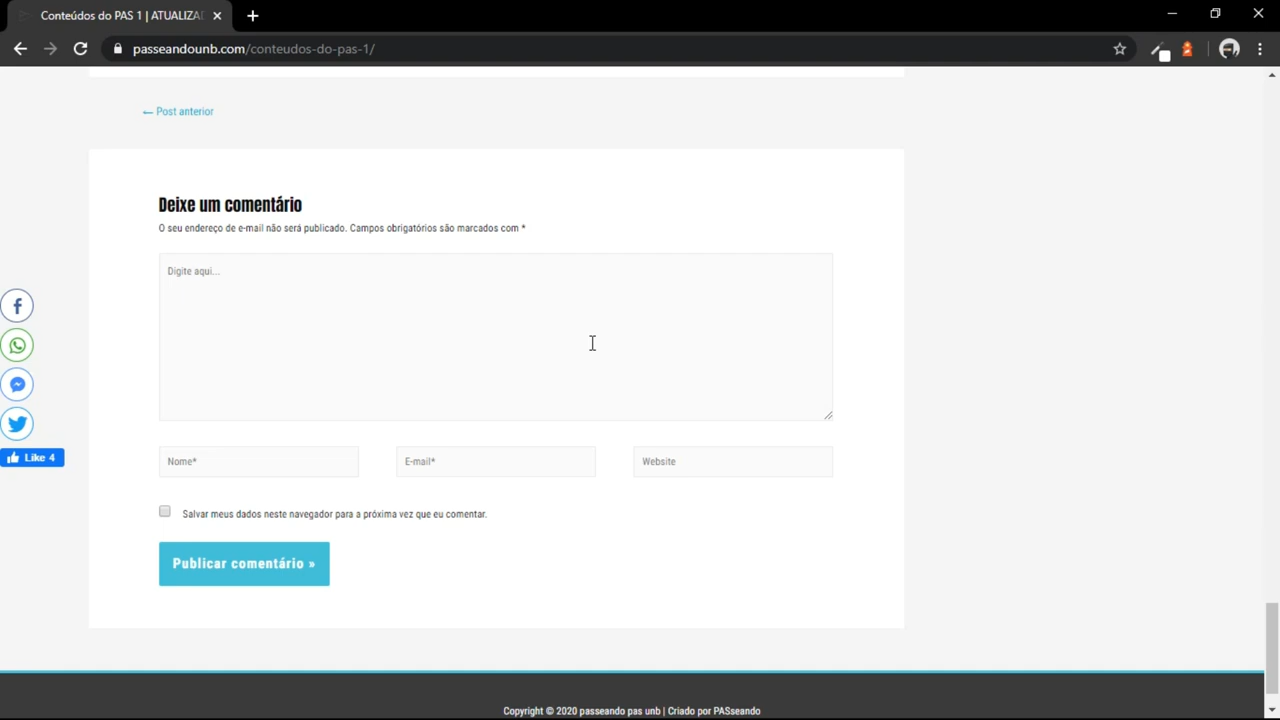 Conteúdos do PAS 1 | ATUALIZA
passeandounb.com/conteudos-do-pas-1/
← Post anterior
Deixe um comentário
O seu endereço de e-mail não será publicado. Campos obrigatórios são marcados com *
Digite aqui...
Like 4
Nome*
E-mail*
Website
Salvar meus dados neste navegador para a próxima vez que eu comentar.
Publicar comentário »
Copyright © 2020 passeando pas unb | Criado por PASseando